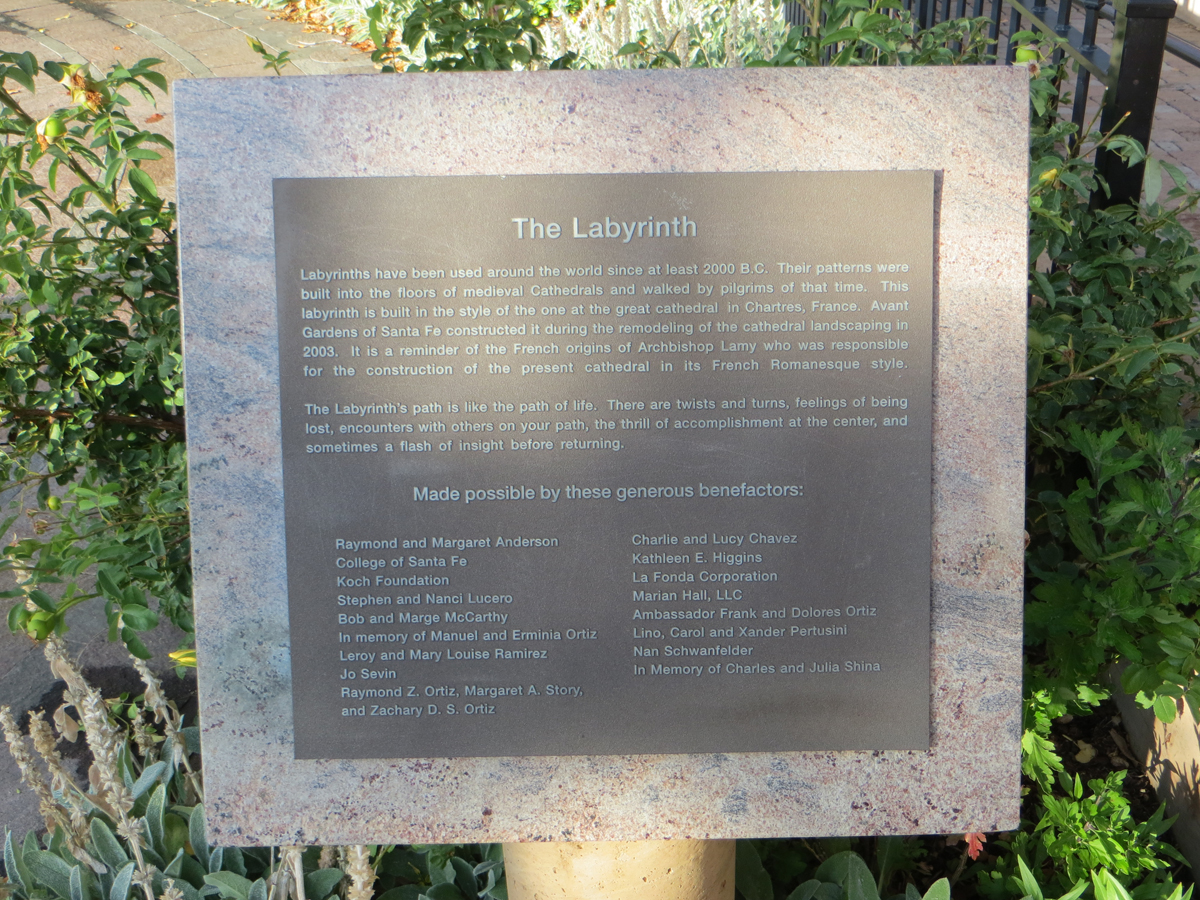 The Labyrinth
Labyrinths have been used around the world since at least 2000 B.C. Their patterns were
built into the floors of medieval Cathedrals and walked by pilgrims of that time. This
labyrinth is built in the style of the one at the great cathedral in Chartres, France. Avant
Gardens of Santa Fe constructed it during the remodeling of the cathedral landscaping in
2003. It is a reminder of the French origins of Archbishop Lamy who was responsible
for the construction of the present cathedral in its French Romanesque style.
The Labyrinth's path is like the path of life. There are twists and turns, feelings of being
lost, encounters with others on your path, the thrill of accomplishment at the center, and
sometimes a flash of insight before returning.
Made possible by these generous benefactors:
Raymond and Margaret Anderson
College of Santa Fe
Koch Foundation
Stephen and Nanci Lucero
Bob and Marge McCarthy
In memory of Manuel and Erminia Ortiz
Leroy and Mary Louise Ramirez
Jo Sevin
Raymond Z. Ortiz, Margaret A. Story,
and Zachary D. S. Ortiz
Charlie and Lucy Chavez
Kathleen E. Higgins
La Fonda Corporation
Marian Hall, LLC
Ambassador Frank and Dolores Ortiz
Lino, Carol and Xander Pertusini
Nan Schwanfelder
In Memory of Charles and Julia Shina